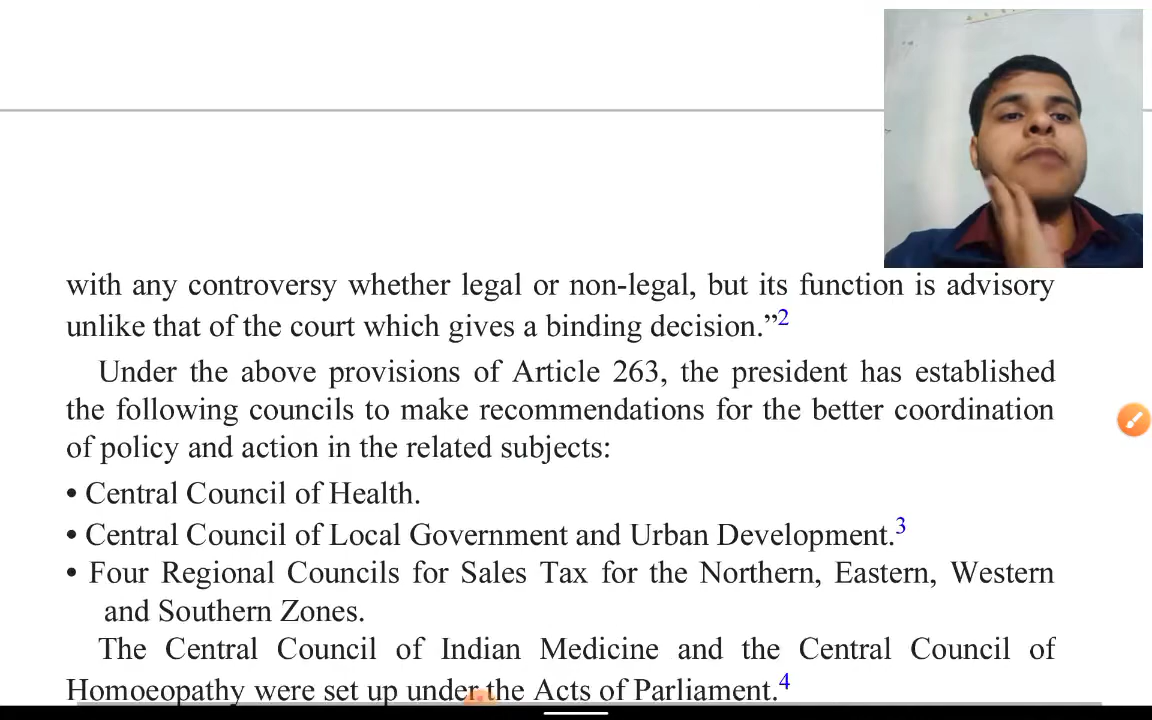 with any controversy whether legal or non-legal, but its function is advisory
unlike that of the court which gives a binding decision.”2
Under the above provisions of Article 263, the president has established
the following councils to make recommendations for the better coordination
of policy and action in the related subjects:
• Central Council of Health.
• Central Council of Local Government and Urban Development.3
• Four Regional Councils for Sales Tax for the Northern, Eastern, Western
and Southern Zones.
The Central Council of Indian Medicine and the Central Council of
Homoeopathy were set up under the Acts of Parliament.4